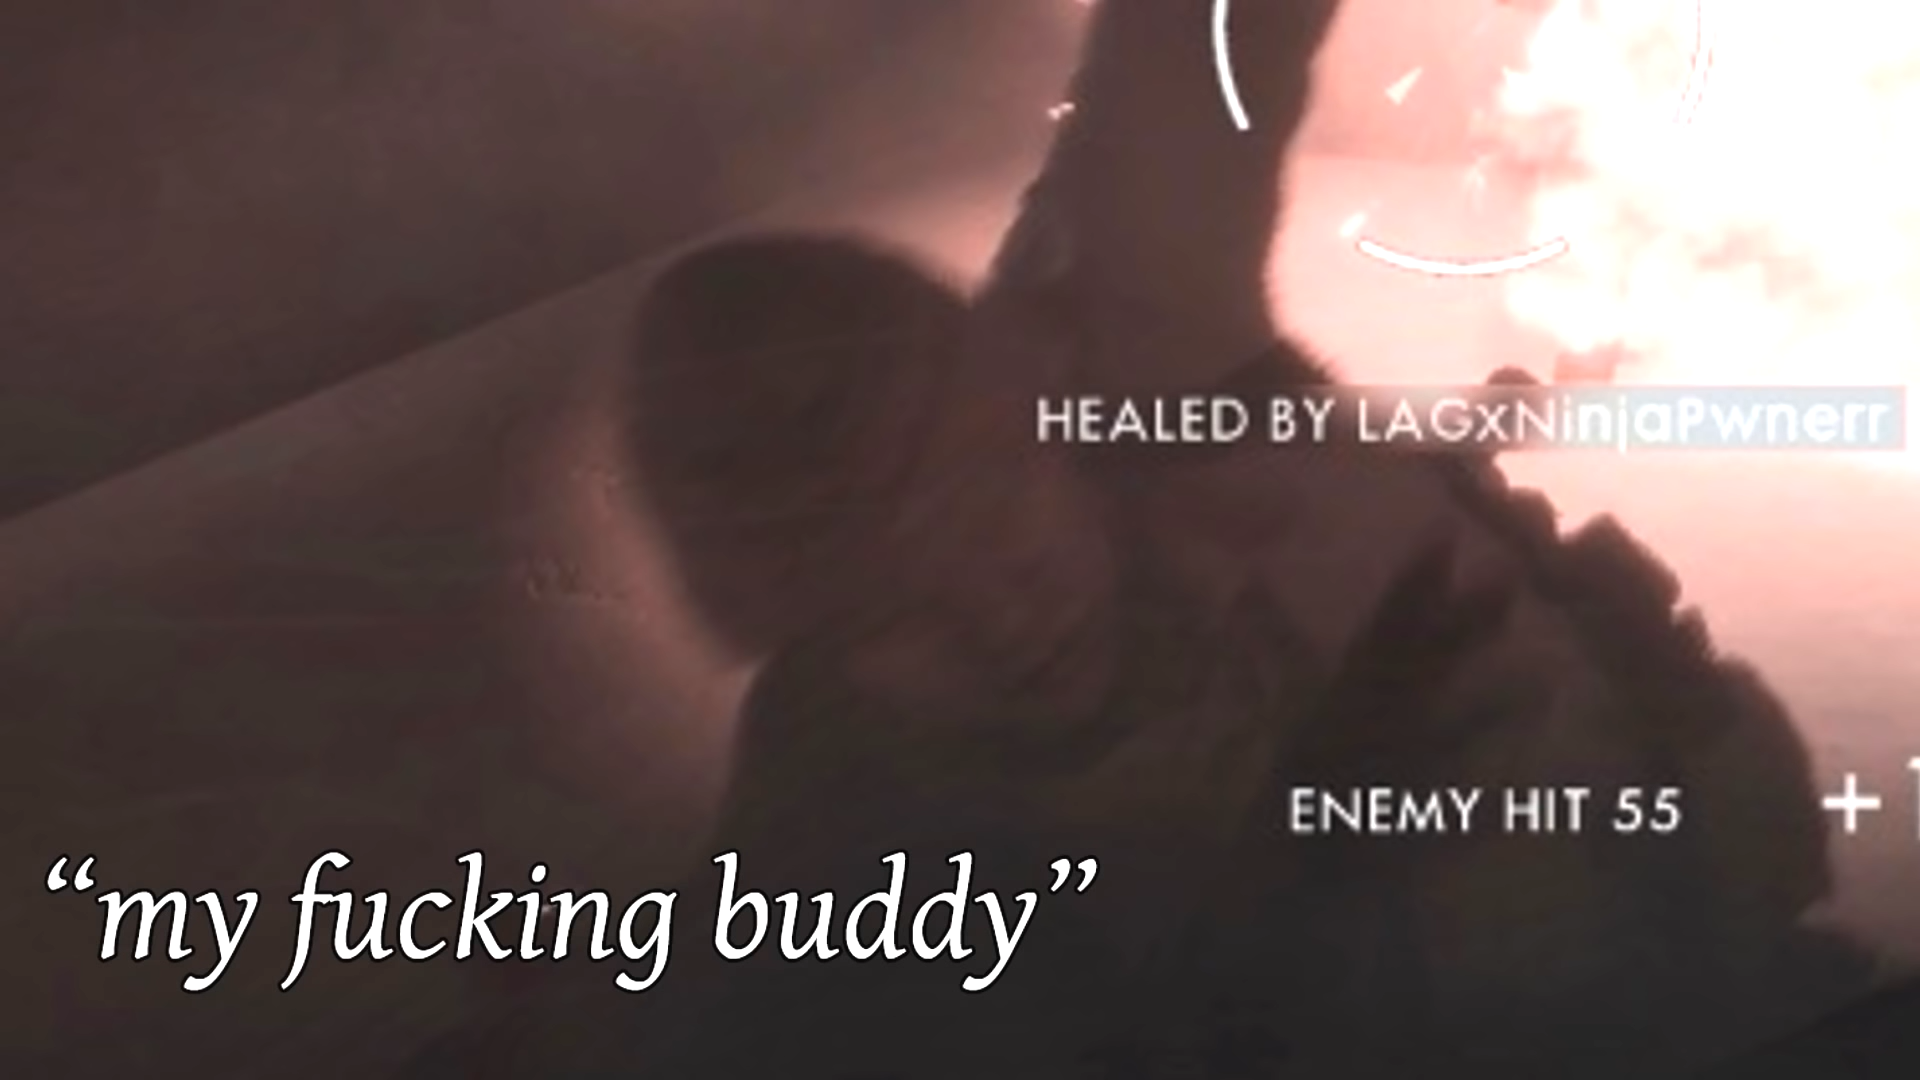 HEALED BY LAGxNinjaPwnerr
ENEMY HIT 55 +
“my fucking buddy”